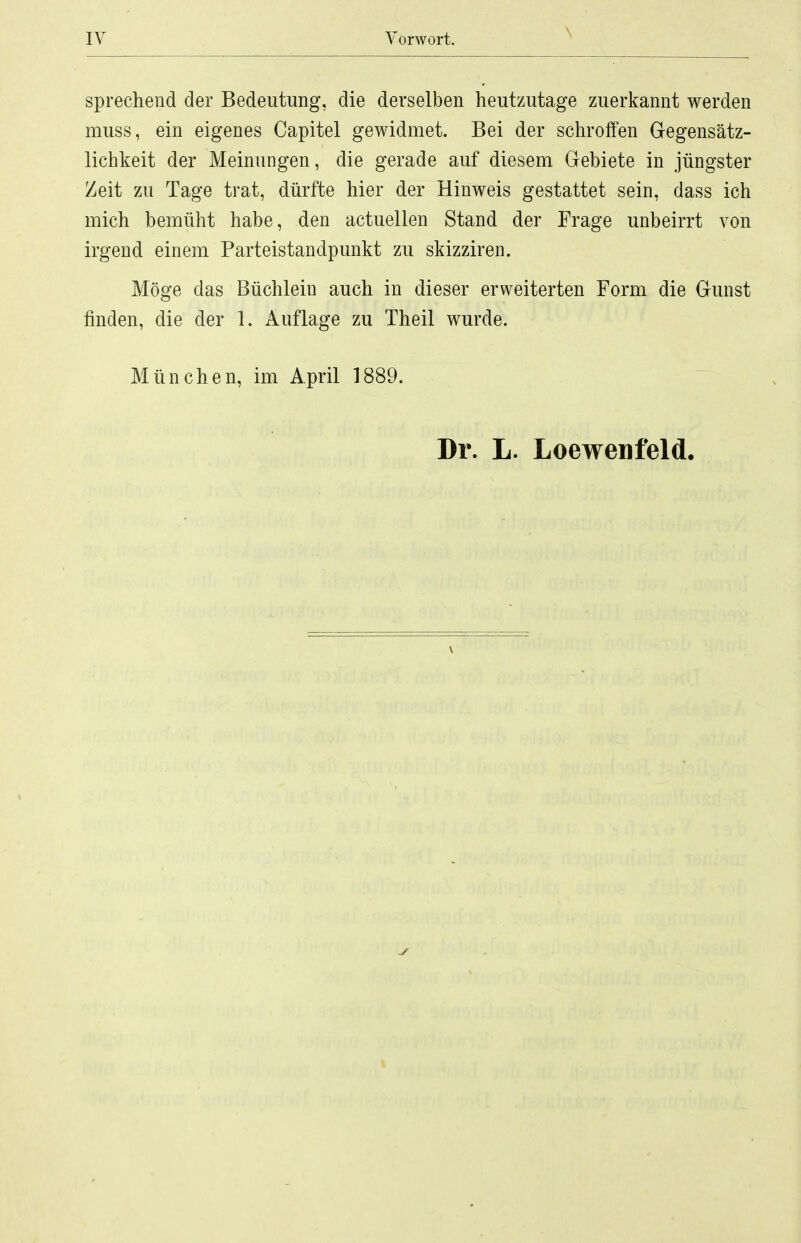 IV Vorwort.
sprechend der Bedeutung, die derselben heutzutage zuerkannt werden
muss, ein eigenes Capitel gewidmet. Bei der schroffen Gegensätz-
lichkeit der Meinungen, die gerade auf diesem Gebiete in jüngster
Zeit zu Tage trat, dürfte hier der Hinweis gestattet sein, dass ich
mich bemüht habe, den actuellen Stand der Frage unbeirrt von
irgend einem Parteistandpunkt zu skizziren.
Möge das Büchlein auch in dieser erweiterten Form die Gunst
finden, die der 1. Auflage zu Theil wurde.
München, im April 1889.
Dr. L. Loewenfeld.